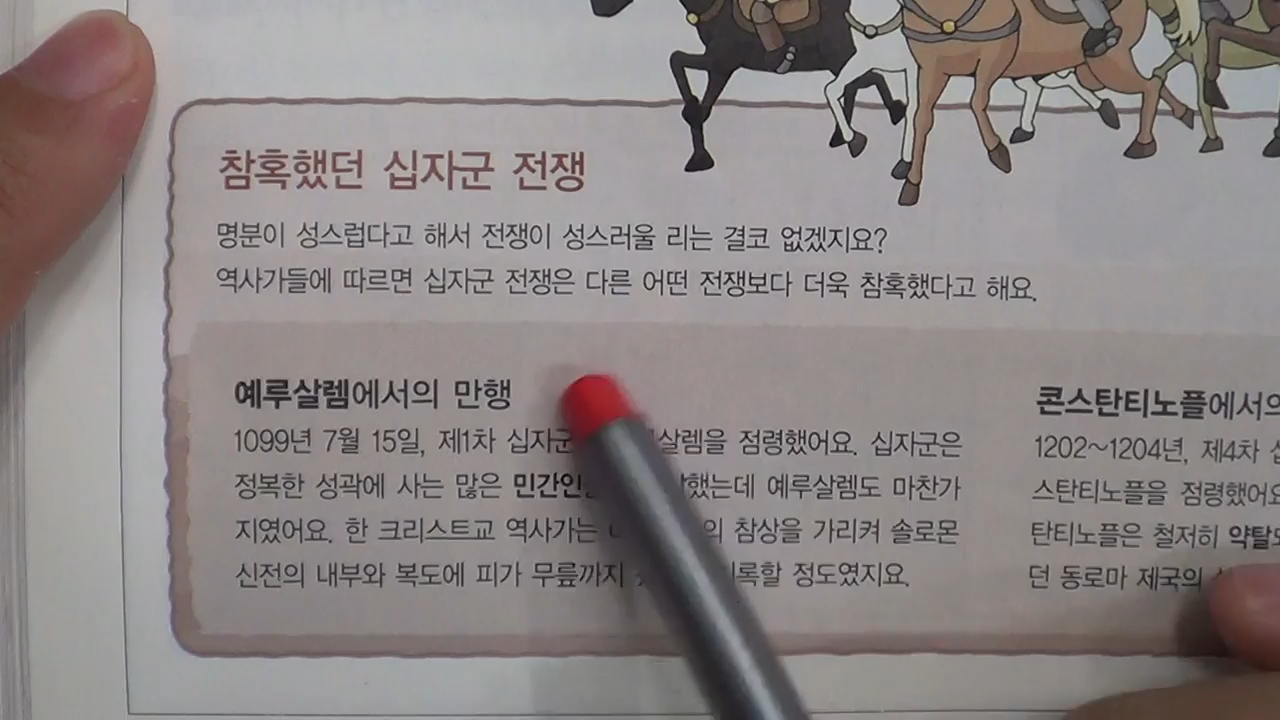 참혹했던 십자군 전쟁
명분이 성스럽다고 해서 전쟁이 성스러울 리는 결코 없겠지요?
역사가들에 따르면 십자군 전쟁은 다른 어떤 전쟁보다 더욱 참혹했다고 해요.
예루살렘에서의 만행
1099년 7월 15일, 제1차 십자군 살렘을 점령했어요. 십자군은
정복한 성곽에 사는 많은 민간인 했는데 예루살렘도 마찬가
지였어요. 한 크리스트교 역사가는 의 참상을 가리켜 솔로몬
신전의 내부와 복도에 피가 무릎까지 록할 정도였지요.
콘스탄티노플에서의
1202~1204년, 제4차
스탄티노플을 점령했어요
탄티노플은 철저히 약탈
던 동로마 제국의